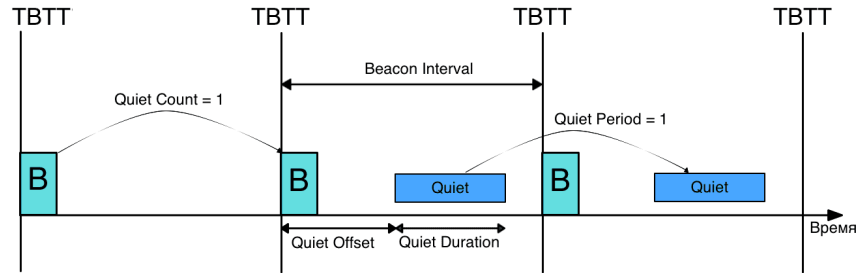 TBTT TBTT TBTT TBTT
Beacon Interval
Quiet Count = 1
Quiet Period = 1
B B Quiet B Quiet
Время
Quiet Offset Quiet Duration